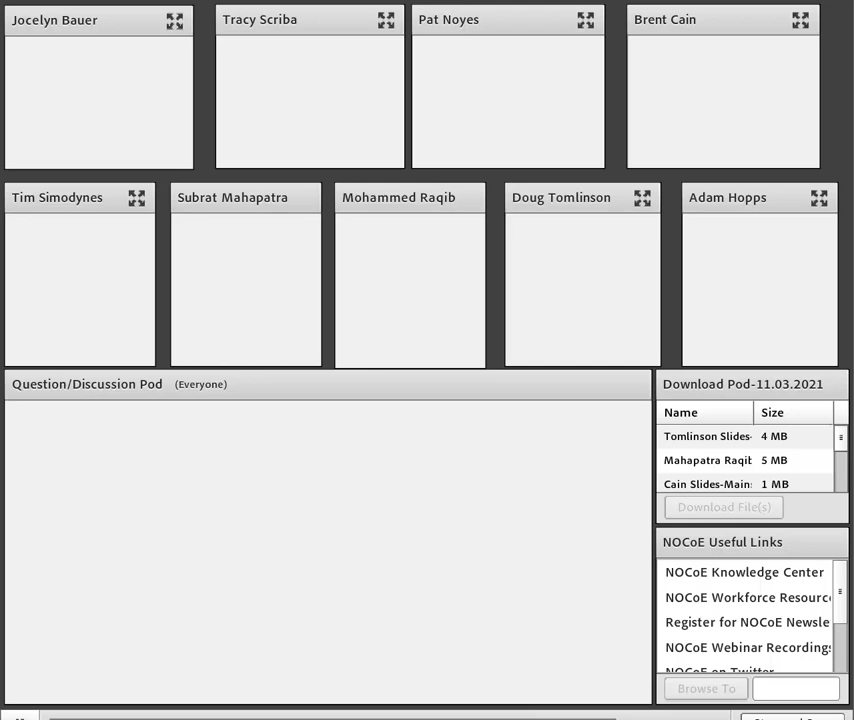 Jocelyn Bauer
Tracy Scriba
Pat Noyes
Brent Cain
Tim Simodynes
Subrat Mahapatra
Mohammed Raqib
Doug Tomlinson
Adam Hopps
Question/Discussion Pod (Everyone)
Download Pod-11.03.2021
Name Size
Tomlinson Slides- 4 MB
Mahapatra Raqib 5 MB
Cain Slides-Main 1 MB
Download File(s)
NOCoE Useful Links
NOCoE Knowledge Center
NOCoE Workforce Resourc
Register for NOCoE Newsle
NOCoE Webinar Recordings
NOCoE on Twitter
Browse To